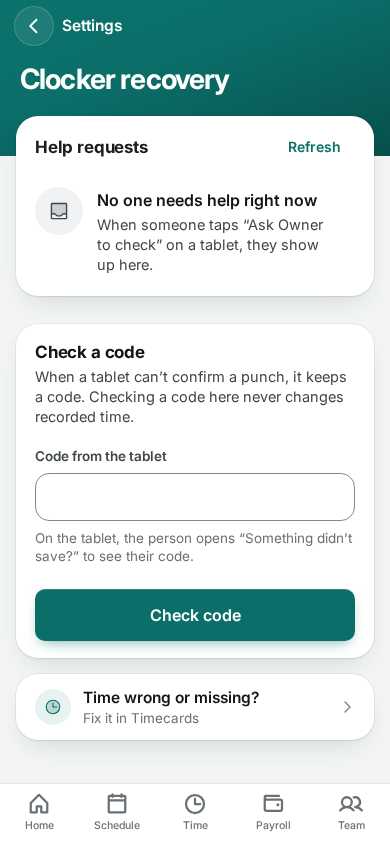 Settings
Clocker recovery
Help requests
Refresh
No one needs help right now
When someone taps “Ask Owner
to check” on a tablet, they show
up here.
Check a code
When a tablet can’t confirm a punch, it keeps
a code. Checking a code here never changes
recorded time.
Code from the tablet
On the tablet, the person opens “Something didn’t
save?” to see their code.
Check code
Time wrong or missing?
Fix it in Timecards
Home
Schedule
Time
Payroll
Team